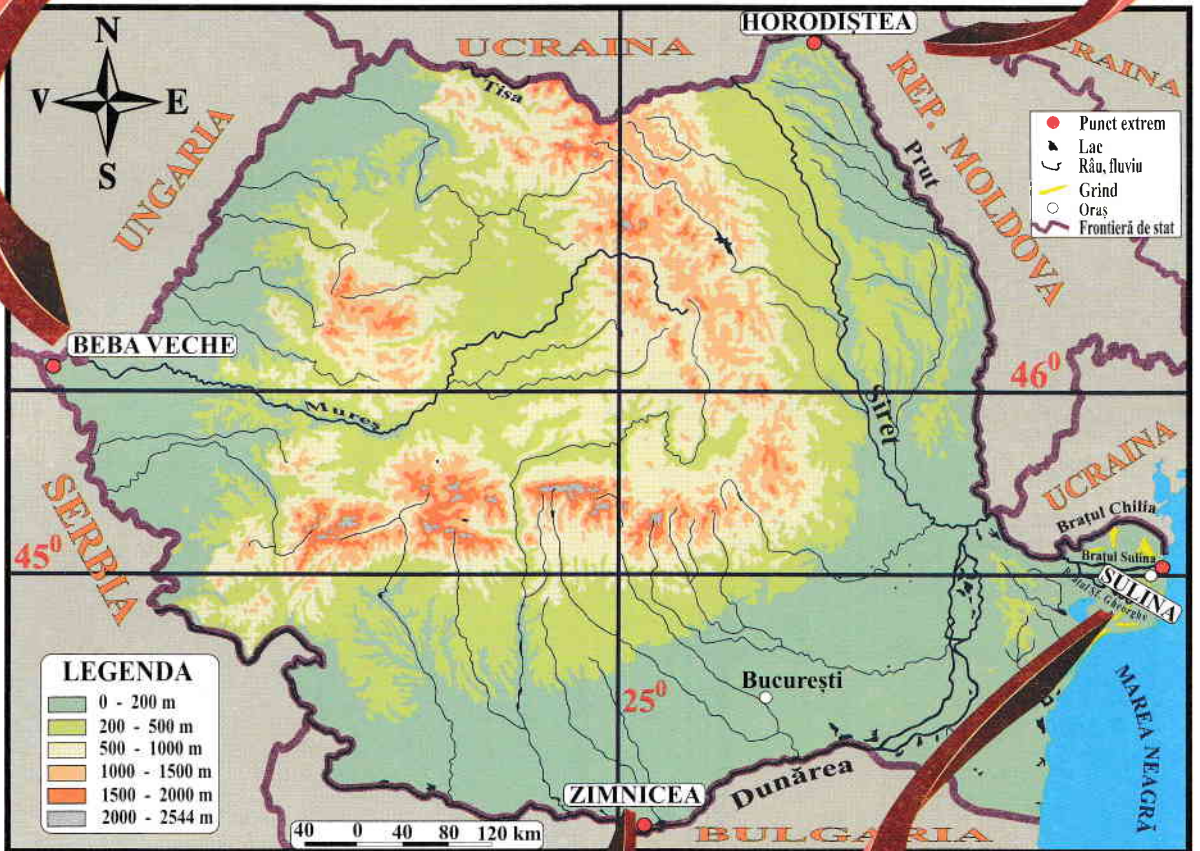 HORODIȘTEA
UCRAINA
UCRAINA
N
V
E
S
Tisa
REP. MOLDOVA
Punct extrem
Lac
Râu, fluviu
Grind
Oraș
Frontieră de stat
UNGARIA
Prut
BEBA VECHE
46⁰
Mureș
Siret
UCRAINA
SERBIA
Brațul Chilia
Brațul Sulina
45⁰
SULINA
Brațul Sf. Gheorghe
LEGENDA
0 - 200 m
200 - 500 m
500 - 1000 m
1000 - 1500 m
1500 - 2000 m
2000 - 2544 m
25⁰
București
MAREA NEAGRĂ
ZIMNICEA
Dunărea
40 0 40 80 120 km
BULGARIA